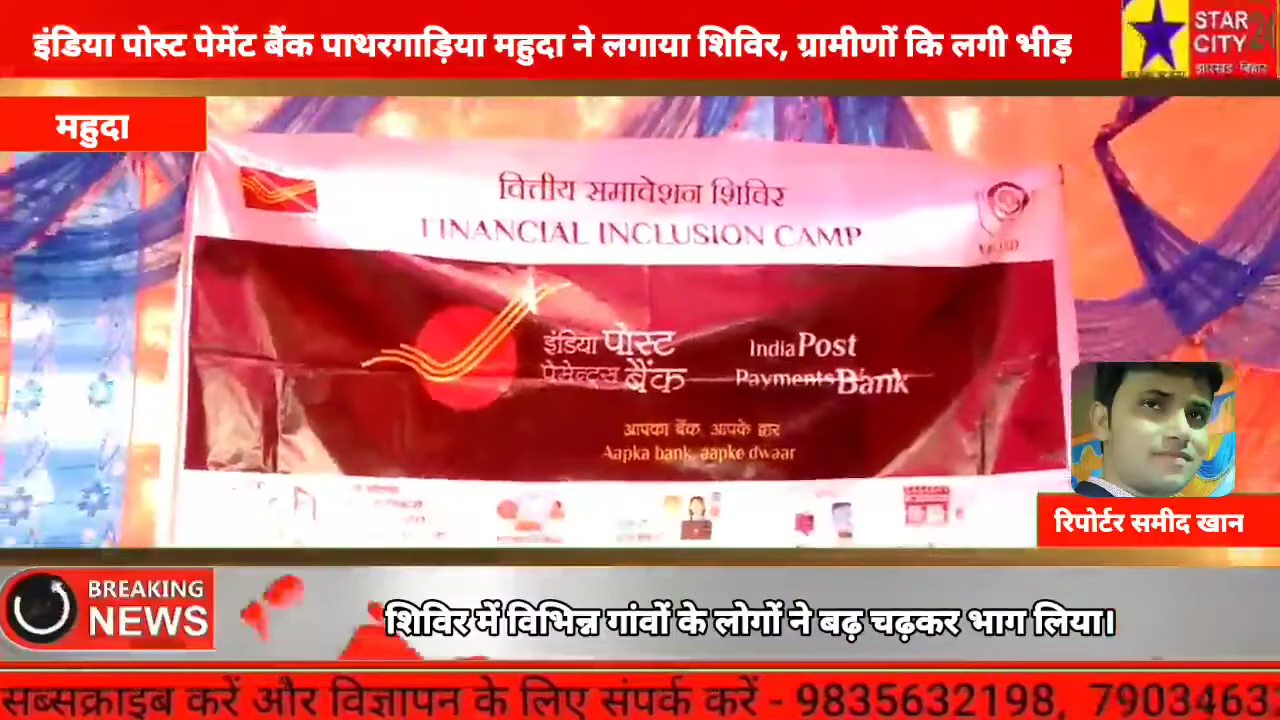 इंडिया पोस्ट पेमेंट बैंक पाथरगाड़िया महुदा ने लगाया शिविर, ग्रामीणों कि लगी भीड़
STAR
CITY 24
झारखण्ड बिहार
महुदा
वित्तीय समावेशन शिविर
FINANCIAL INCLUSION CAMP
इंडिया पोस्ट
पेमेन्ट्स बैंक
India Post
Payments Bank
आपका बैंक, आपके द्वार
Aapka bank, aapke dwaar
रिपोर्टर समीद खान
BREAKING
NEWS
शिविर में विभिन्न गांवों के लोगों ने बढ़ चढ़कर भाग लिया।
सब्सक्राइब करें और विज्ञापन के लिए संपर्क करें - 9835632198, 7903463